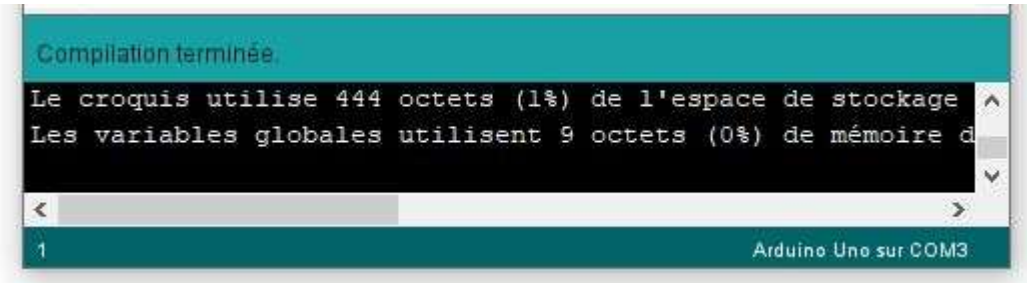 Compilation terminée.
Le croquis utilise 444 octets (1%) de l'espace de stockage
Les variables globales utilisent 9 octets (0%) de mémoire d
1
Arduino Uno sur COM3